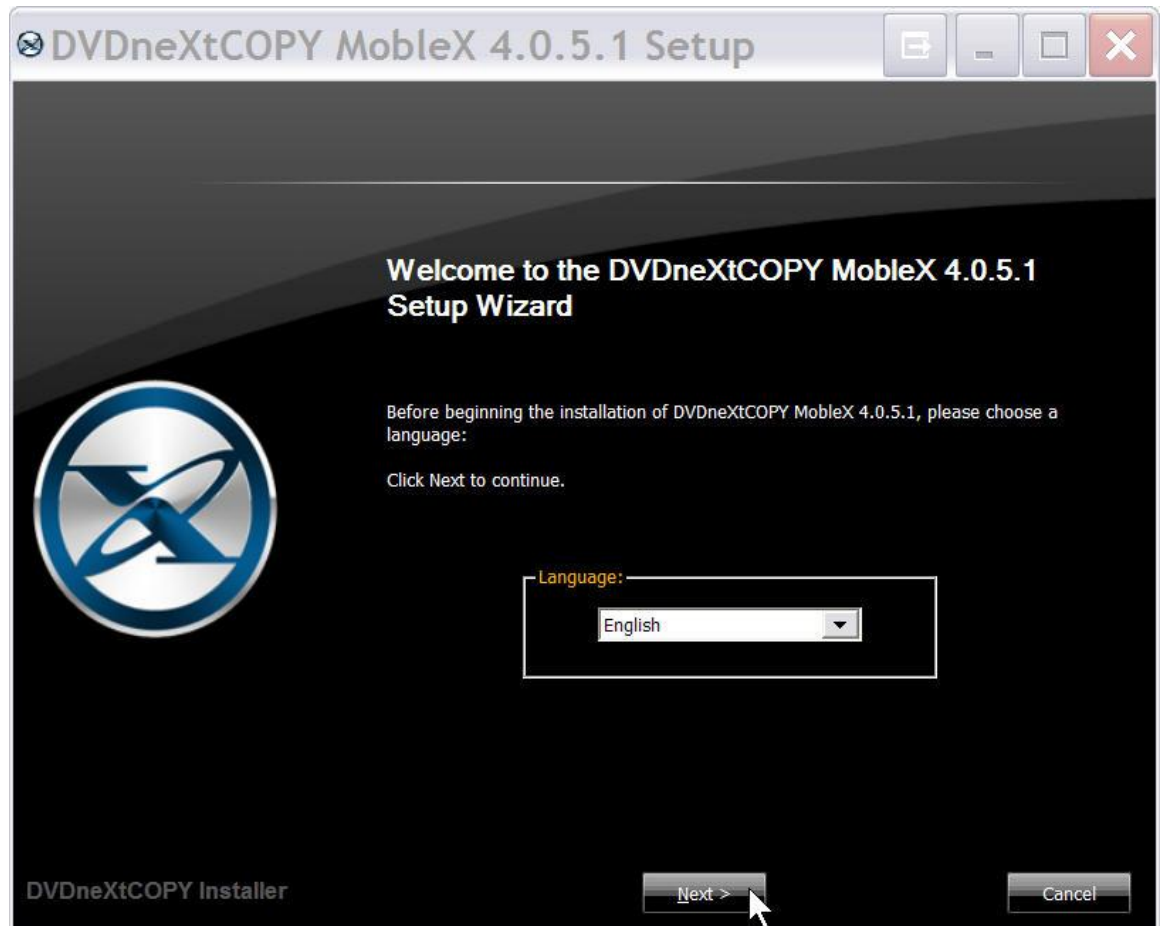 DVDneXtCOPY MobleX 4.0.5.1 Setup
Welcome to the DVDneXtCOPY MobleX 4.0.5.1
Setup Wizard
Before beginning the installation of DVDneXtCOPY MobleX 4.0.5.1, please choose a
language:
Click Next to continue.
Language:
English
DVDneXtCOPY Installer
Next >
Cancel